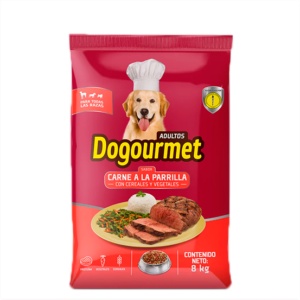 PARA TODAS
LAS RAZAS
ADULTOS
Dogourmet
SABOR
CARNE A LA PARRILLA
CON CEREALES Y VEGETALES
CONTENIDO
NETO:
8 kg